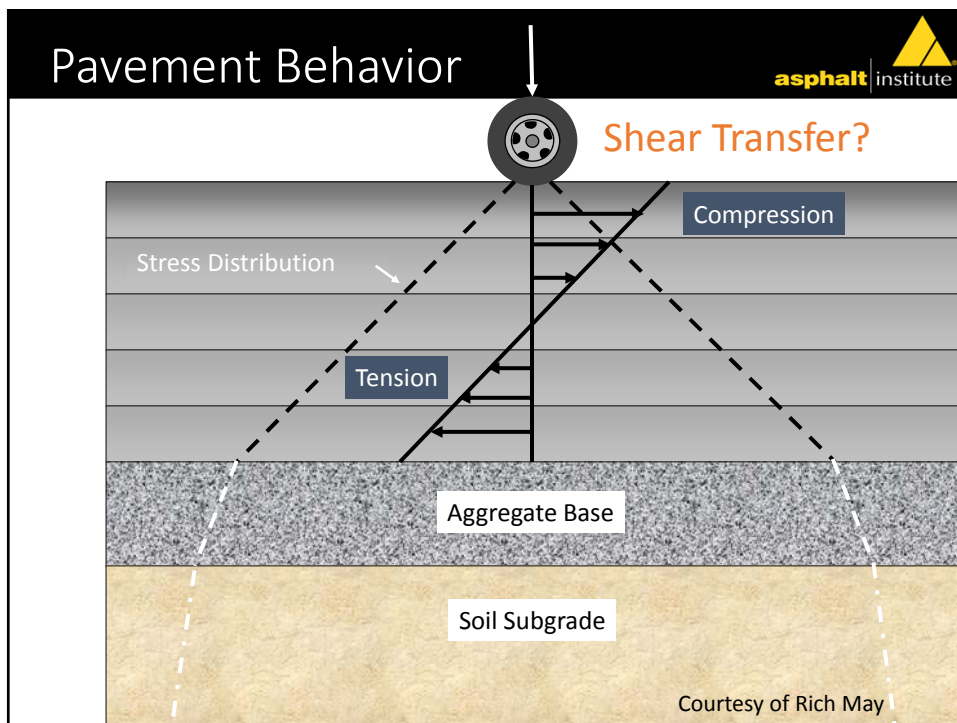 Pavement Behavior
asphalt institute
Shear Transfer?
Compression
Stress Distribution
Tension
Aggregate Base
Soil Subgrade
Courtesy of Rich May